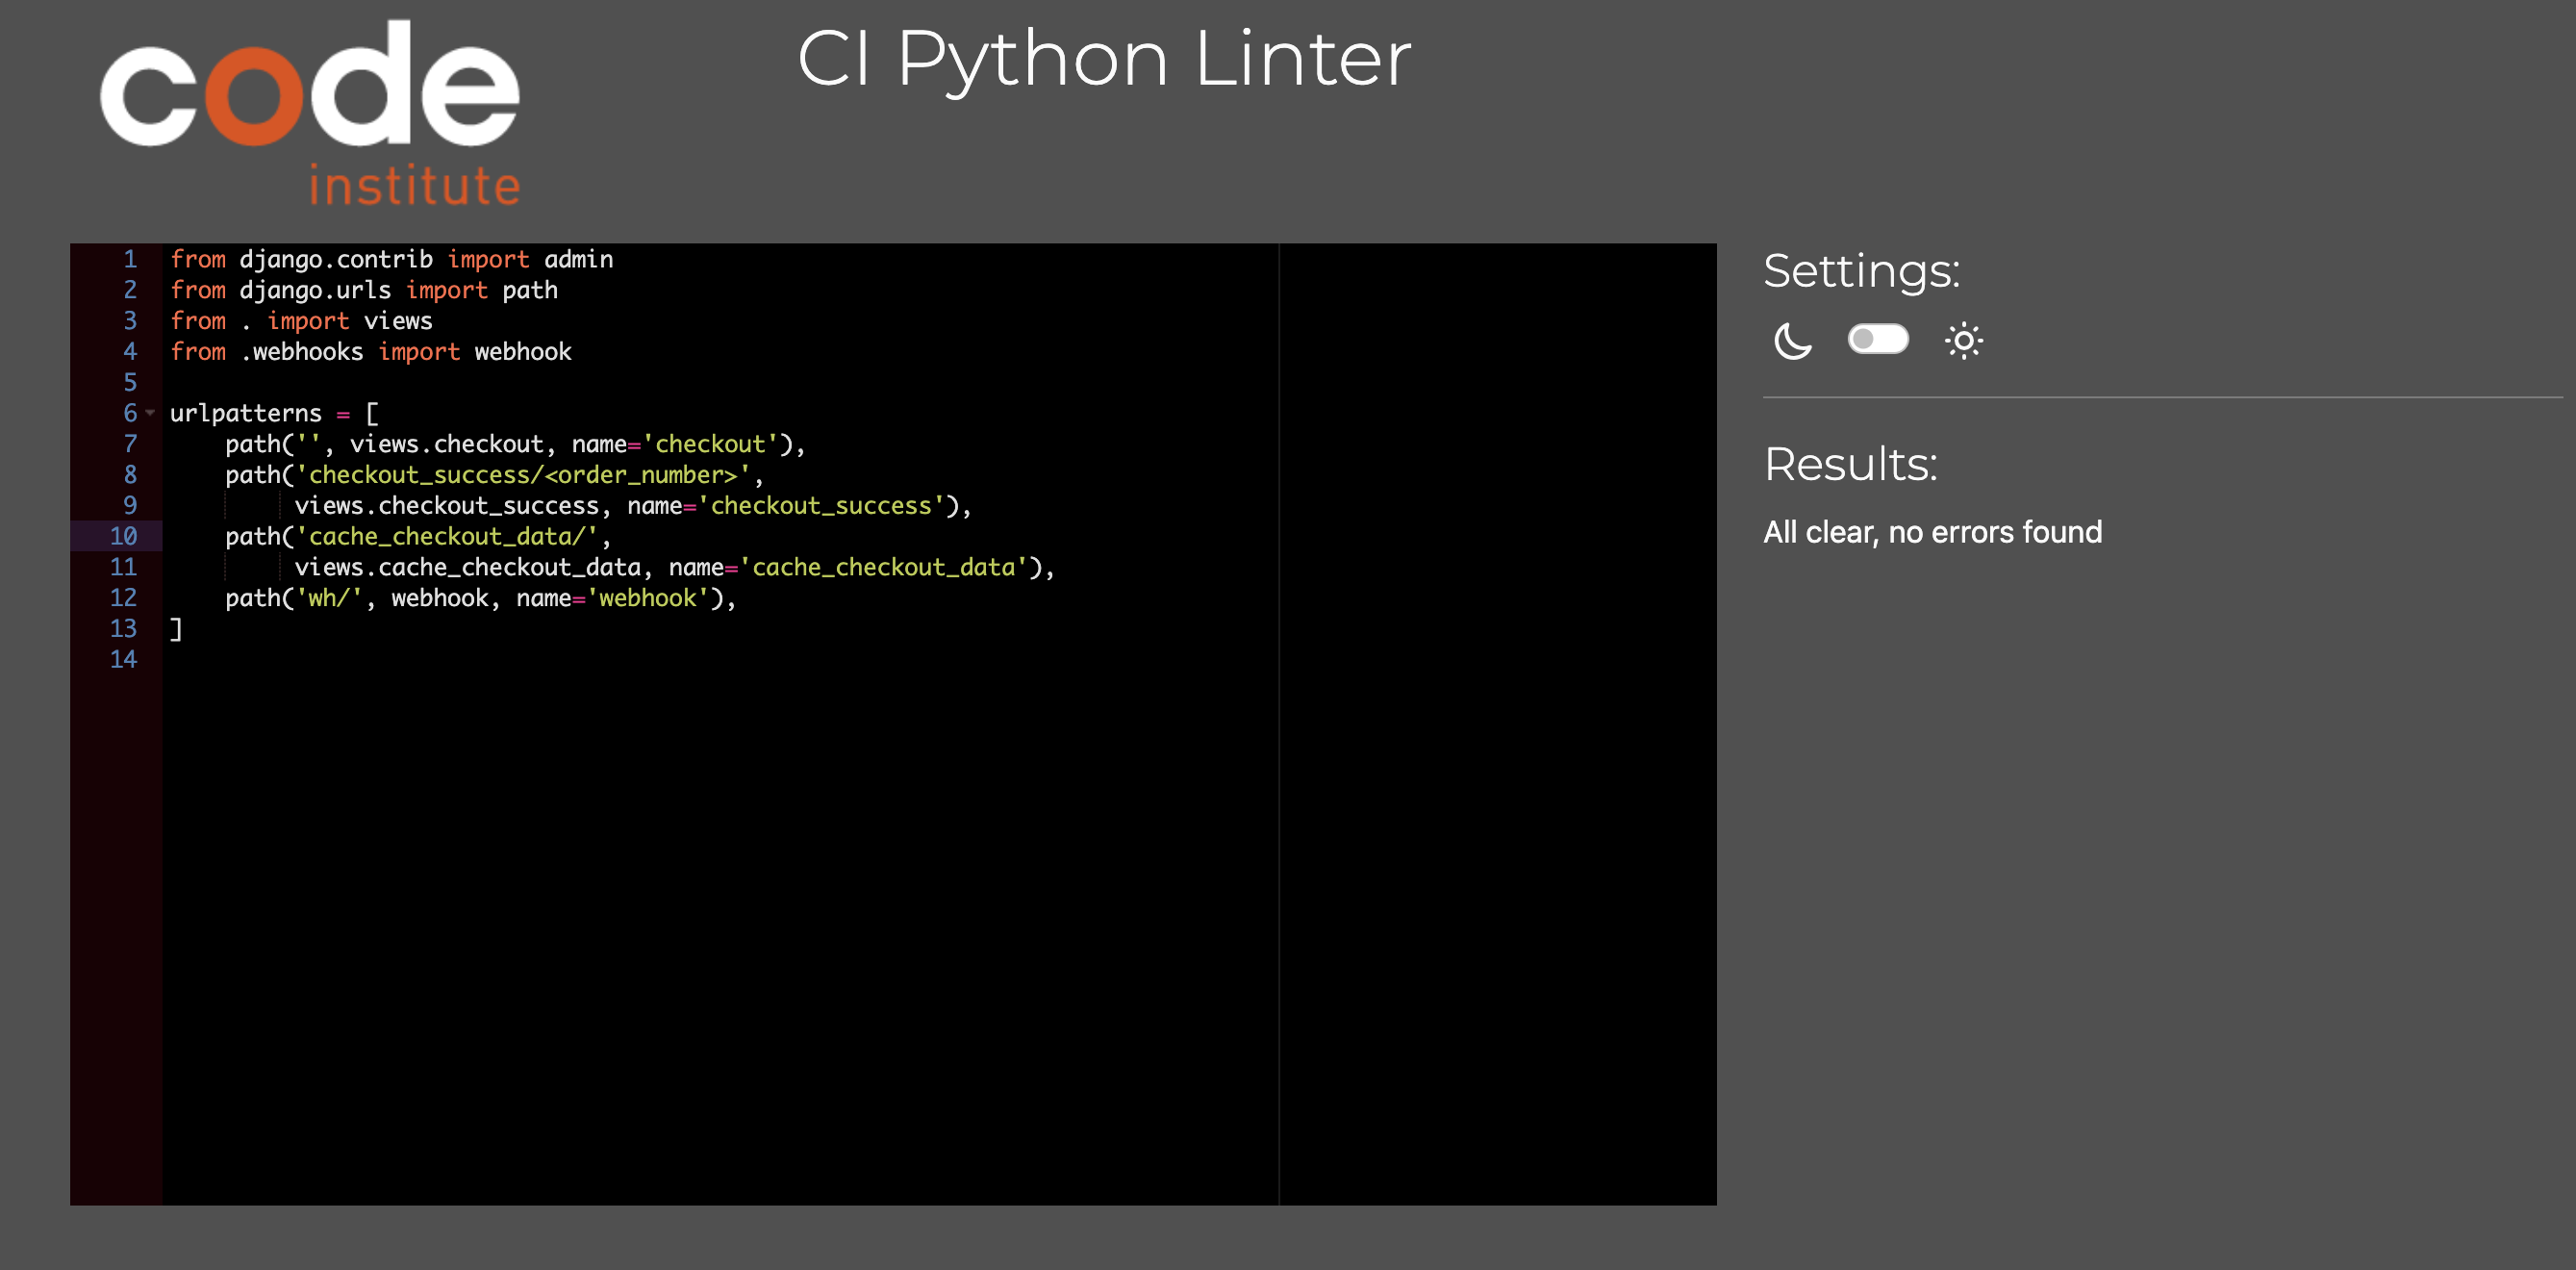 code
institute
CI Python Linter
1 from django.contrib import admin
2 from django.urls import path
3 from . import views
4 from .webhooks import webhook
5
6 urlpatterns = [
7     path('', views.checkout, name='checkout'),
8     path('checkout_success/<order_number>',
9          views.checkout_success, name='checkout_success'),
10     path('cache_checkout_data/',
11          views.cache_checkout_data, name='cache_checkout_data'),
12     path('wh/', webhook, name='webhook'),
13 ]
14
Settings:
Results:
All clear, no errors found